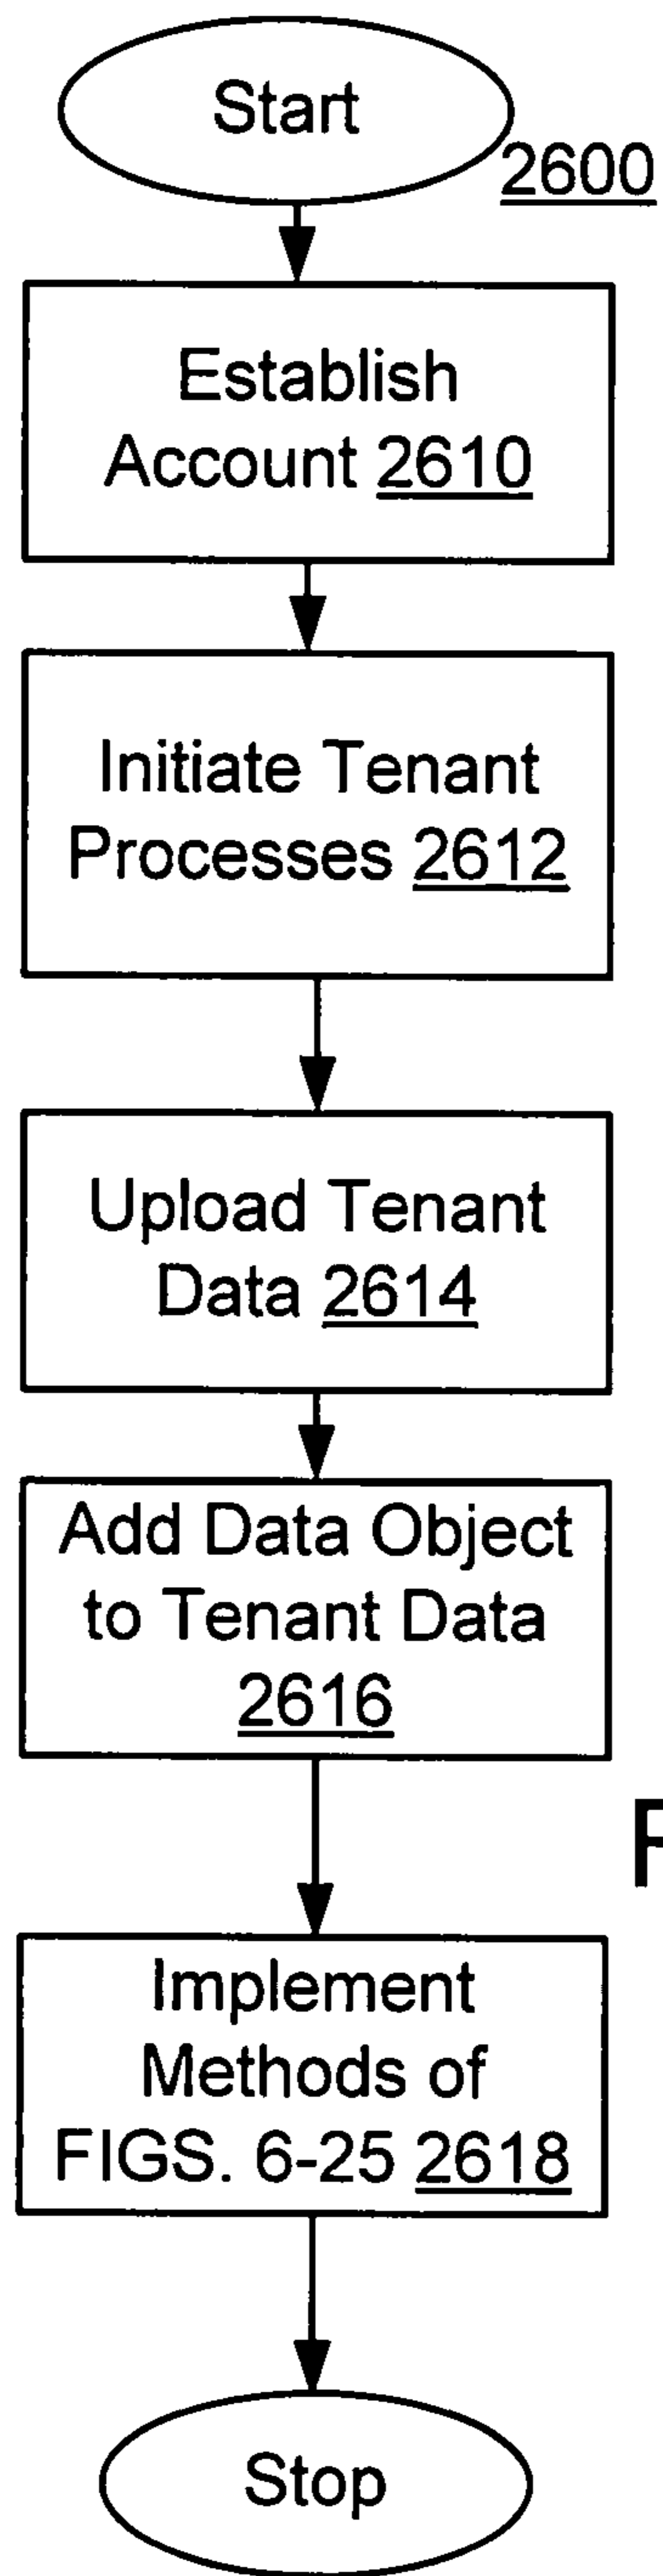 Start
2600
Establish
Account 2610
Initiate Tenant
Processes 2612
Upload Tenant
Data 2614
Add Data Object
to Tenant Data
2616
Implement
Methods of
FIGS. 6-25 2618
Stop